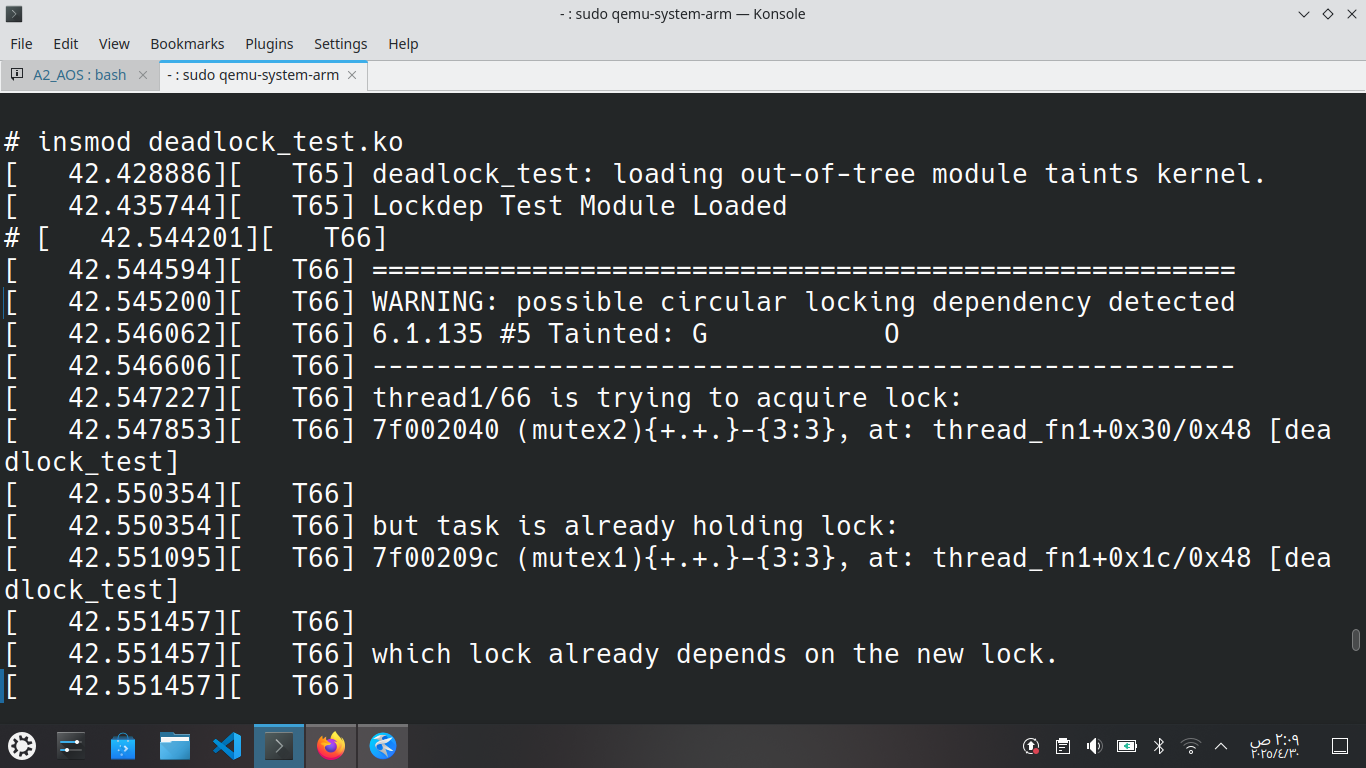 - : sudo qemu-system-arm — Konsole
File Edit View Bookmarks Plugins Settings Help
A2_AOS : bash
- : sudo qemu-system-arm
# insmod deadlock_test.ko
[   42.428886][   T65] deadlock_test: loading out-of-tree module taints kernel.
[   42.435744][   T65] Lockdep Test Module Loaded
# [   42.544201][   T66]
[   42.544594][   T66] ======================================================
[   42.545200][   T66] WARNING: possible circular locking dependency detected
[   42.546062][   T66] 6.1.135 #5 Tainted: G           O
[   42.546606][   T66] ------------------------------------------------------
[   42.547227][   T66] thread1/66 is trying to acquire lock:
[   42.547853][   T66] 7f002040 (mutex2){+.+.}-{3:3}, at: thread_fn1+0x30/0x48 [dea
dlock_test]
[   42.550354][   T66]
[   42.550354][   T66] but task is already holding lock:
[   42.551095][   T66] 7f00209c (mutex1){+.+.}-{3:3}, at: thread_fn1+0x1c/0x48 [dea
dlock_test]
[   42.551457][   T66]
[   42.551457][   T66] which lock already depends on the new lock.
[   42.551457][   T66]
٢:٠٩ ص
٢٠٢٥/٤/٣٠